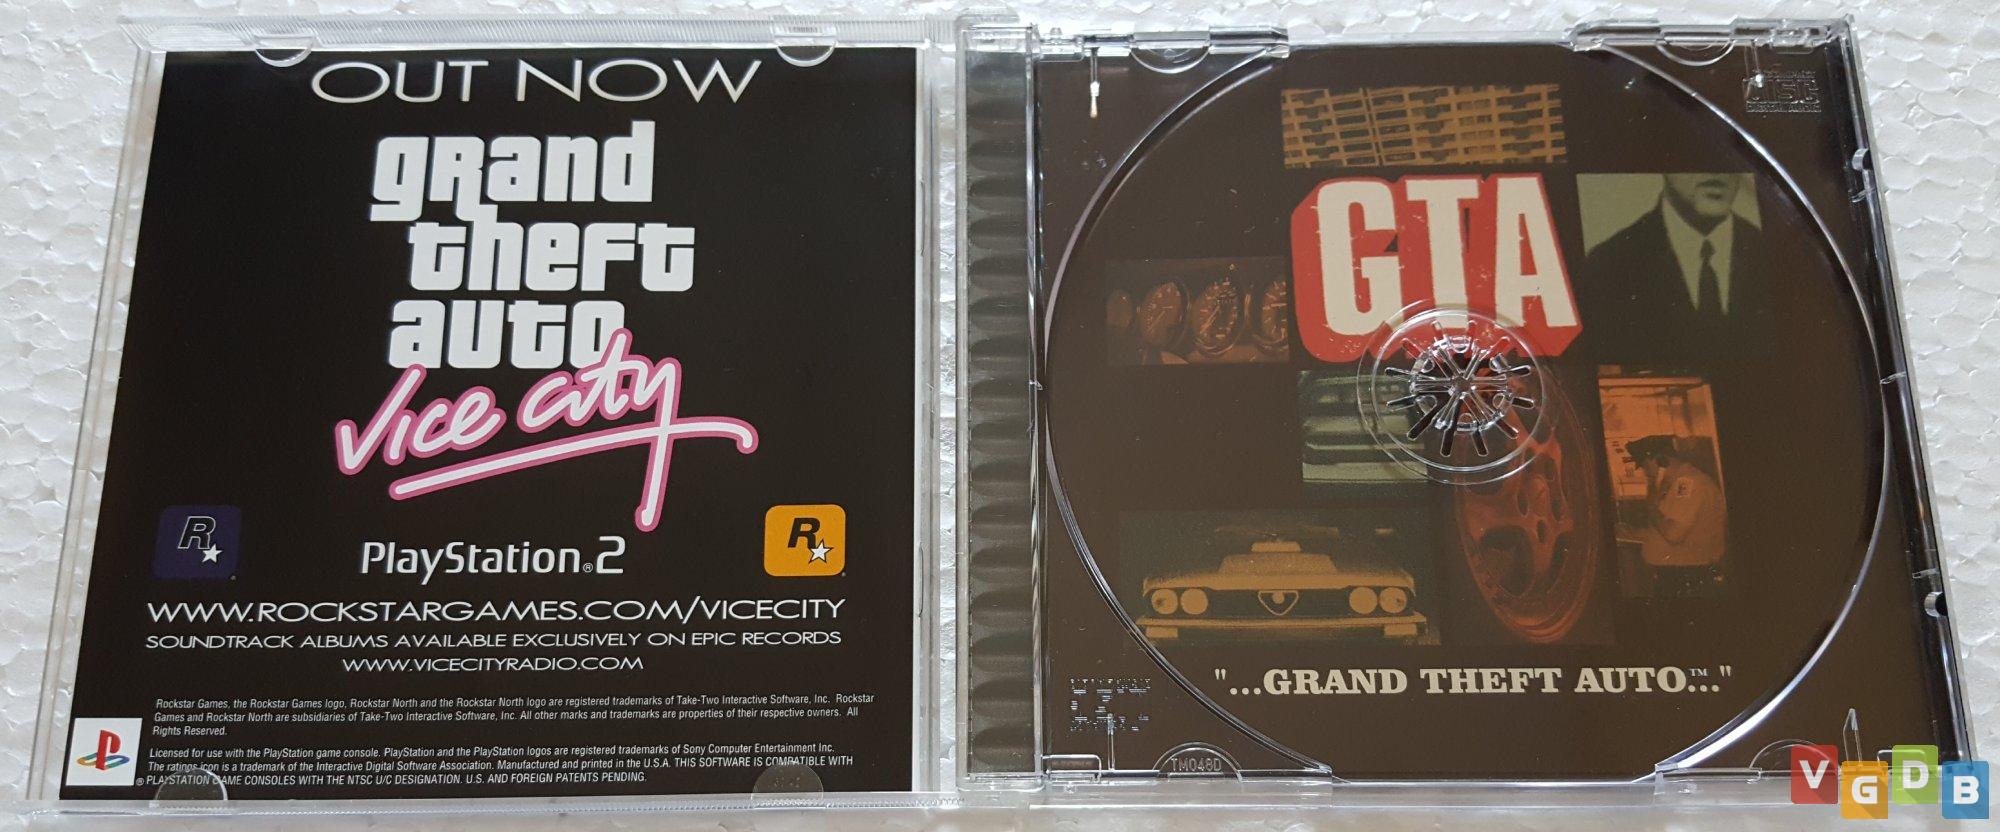 OUT NOW
grand
theft
auto
Vice City
R
R
PlayStation®2
WWW.ROCKSTARGAMES.COM/VICECITY
SOUNDTRACK ALBUMS AVAILABLE EXCLUSIVELY ON EPIC RECORDS
WWW.VICECITYRADIO.COM
Rockstar Games, the Rockstar Games logo, Rockstar North and the Rockstar North logo are registered trademarks of Take-Two Interactive Software, Inc. Rockstar
Games and Rockstar North are subsidiaries of Take-Two Interactive Software, Inc. All other marks and trademarks are properties of their respective owners. All
Rights Reserved.
Licensed for use with the PlayStation game console. PlayStation and the PlayStation logos are registered trademarks of Sony Computer Entertainment Inc.
The ratings icon is a trademark of the Interactive Digital Software Association. Manufactured and printed in the U.S.A. THIS SOFTWARE IS COMPATIBLE WITH
® PLAYSTATION GAME CONSOLES WITH THE NTSC U/C DESIGNATION. U.S. AND FOREIGN PATENTS PENDING.
COMPACT
DISC
DIGITAL AUDIO
GTA
"...GRAND THEFT AUTO™..."
TM048D
VGDB